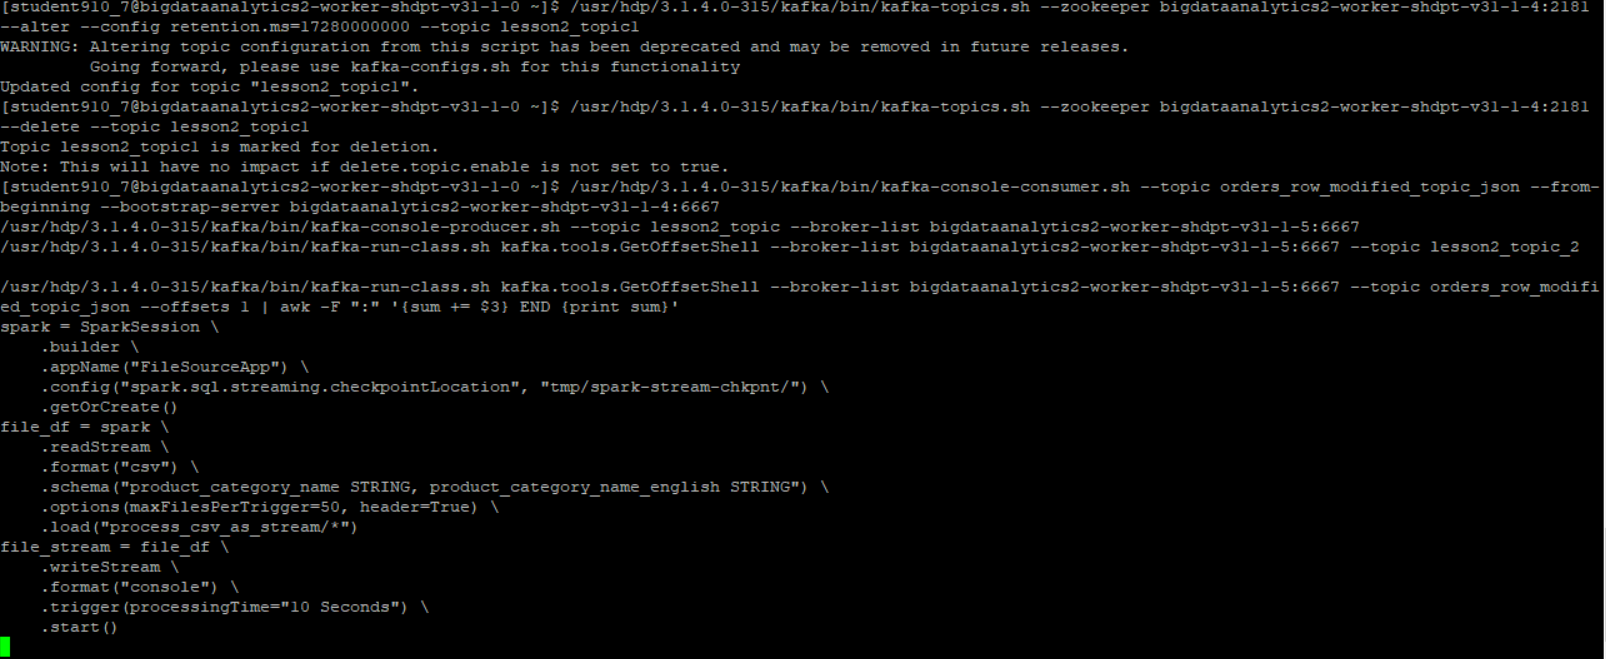 [student910_7@bigdataanalytics2-worker-shdpt-v31-1-0 ~]$ /usr/hdp/3.1.4.0-315/kafka/bin/kafka-topics.sh --zookeeper bigdataanalytics2-worker-shdpt-v31-1-4:2181
--alter --config retention.ms=17280000000 --topic lesson2_topic1
WARNING: Altering topic configuration from this script has been deprecated and may be removed in future releases.
         Going forward, please use kafka-configs.sh for this functionality
Updated config for topic "lesson2_topic1".
[student910_7@bigdataanalytics2-worker-shdpt-v31-1-0 ~]$ /usr/hdp/3.1.4.0-315/kafka/bin/kafka-topics.sh --zookeeper bigdataanalytics2-worker-shdpt-v31-1-4:2181
--delete --topic lesson2_topic1
Topic lesson2_topic1 is marked for deletion.
Note: This will have no impact if delete.topic.enable is not set to true.
[student910_7@bigdataanalytics2-worker-shdpt-v31-1-0 ~]$ /usr/hdp/3.1.4.0-315/kafka/bin/kafka-console-consumer.sh --topic orders_row_modified_topic_json --from-
beginning --bootstrap-server bigdataanalytics2-worker-shdpt-v31-1-4:6667
/usr/hdp/3.1.4.0-315/kafka/bin/kafka-console-producer.sh --topic lesson2_topic --broker-list bigdataanalytics2-worker-shdpt-v31-1-5:6667
/usr/hdp/3.1.4.0-315/kafka/bin/kafka-run-class.sh kafka.tools.GetOffsetShell --broker-list bigdataanalytics2-worker-shdpt-v31-1-5:6667 --topic lesson2_topic_2

/usr/hdp/3.1.4.0-315/kafka/bin/kafka-run-class.sh kafka.tools.GetOffsetShell --broker-list bigdataanalytics2-worker-shdpt-v31-1-5:6667 --topic orders_row_modifi
ed_topic_json --offsets 1 | awk -F ":" '{sum += $3} END {print sum}'
spark = SparkSession \
    .builder \
    .appName("FileSourceApp") \
    .config("spark.sql.streaming.checkpointLocation", "tmp/spark-stream-chkpnt/") \
    .getOrCreate()
file_df = spark \
    .readStream \
    .format("csv") \
    .schema("product_category_name STRING, product_category_name_english STRING") \
    .options(maxFilesPerTrigger=50, header=True) \
    .load("process_csv_as_stream/*")
file_stream = file_df \
    .writeStream \
    .format("console") \
    .trigger(processingTime="10 Seconds") \
    .start()